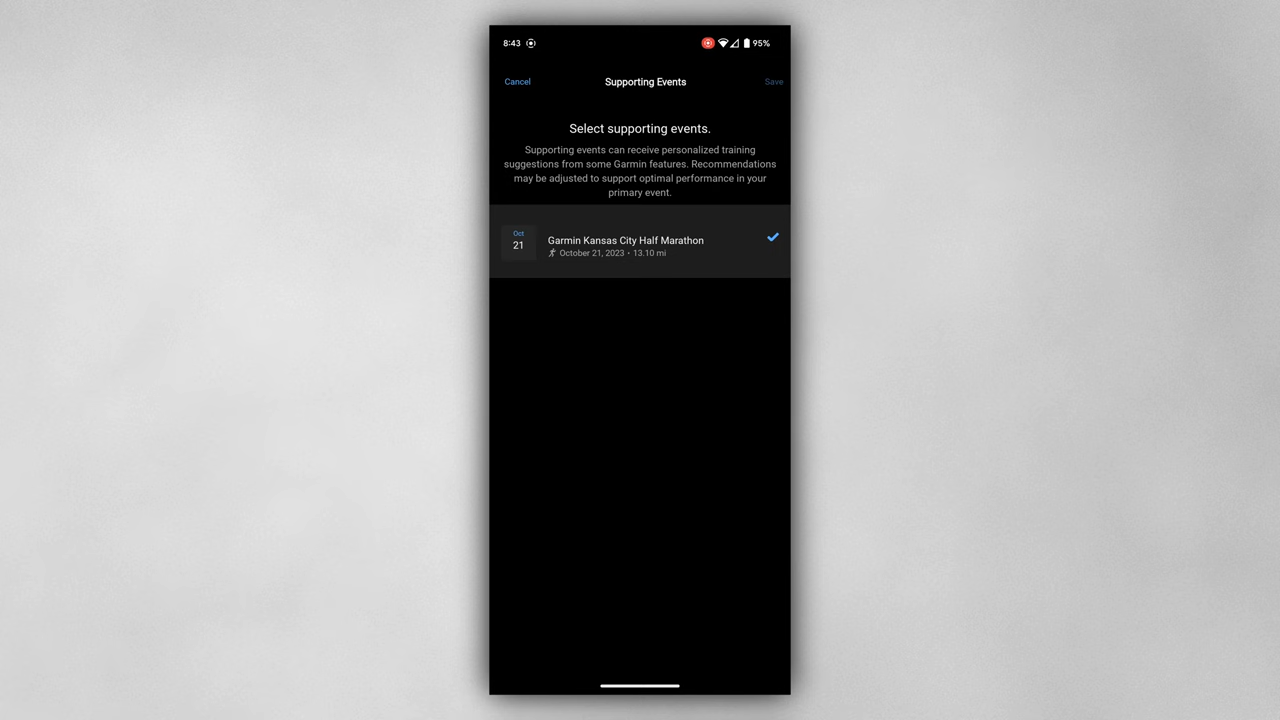 8:43
95%
Cancel
Supporting Events
Save
Select supporting events.
Supporting events can receive personalized training
suggestions from some Garmin features. Recommendations
may be adjusted to support optimal performance in your
primary event.
Oct
21
Garmin Kansas City Half Marathon
October 21, 2023 • 13.10 mi